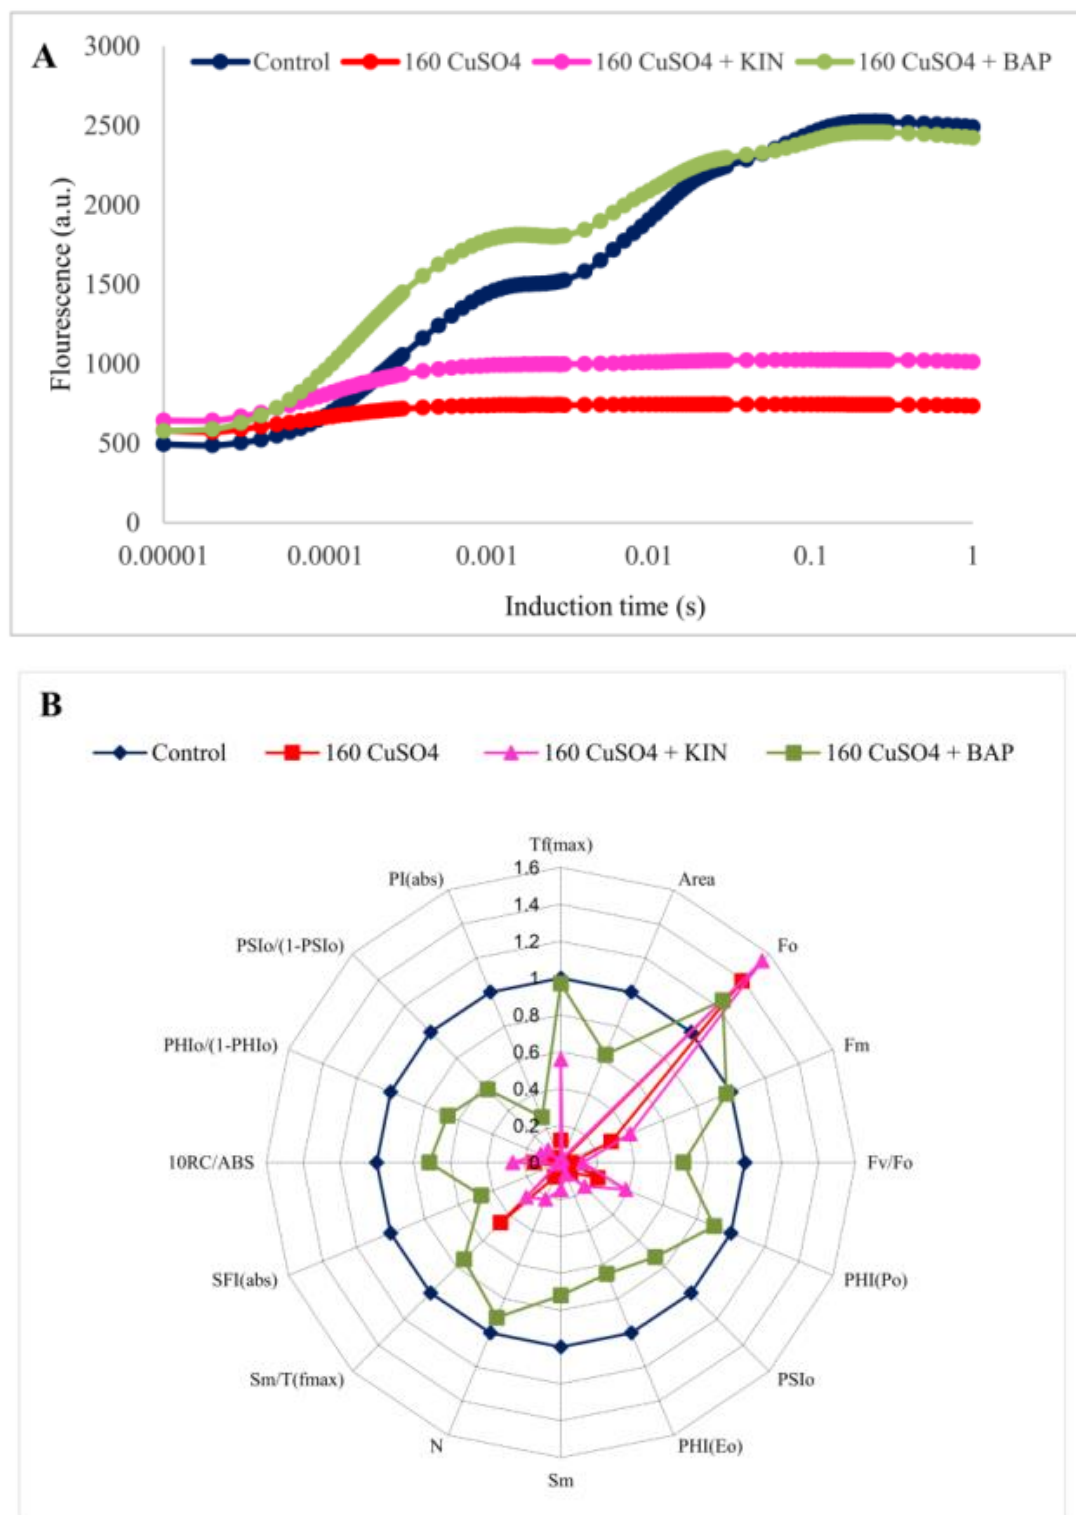 A
Control 160 CuSO4 160 CuSO4 + KIN 160 CuSO4 + BAP
3000
2500
2000
1500
1000
500
0
Flourescence (a.u.)
0.00001 0.0001 0.001 0.01 0.1 1
Induction time (s)
B
Control 160 CuSO4 160 CuSO4 + KIN 160 CuSO4 + BAP
Tf(max)
Area
Fo
Fm
Fv/Fo
PHI(Po)
PSIo
PHI(Eo)
Sm
N
Sm/T(fmax)
SFI(abs)
10RC/ABS
PHIo/(1-PHIo)
PSIo/(1-PSIo)
PI(abs)
1.6
1.4
1.2
1
0.8
0.6
0.4
0.2
0